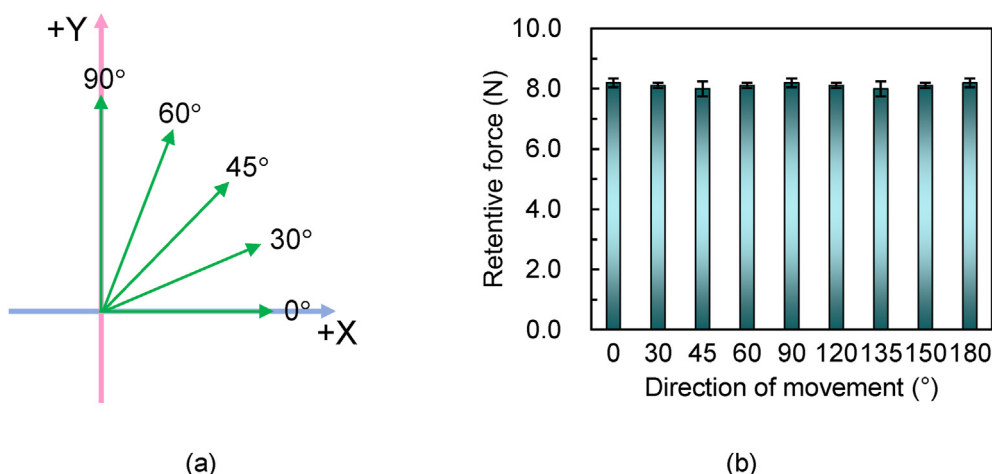 +Y
90°
60°
45°
30°
0°
+X
(a)
Retentive force (N)
10.0
8.0
6.0
4.0
2.0
0.0
0 30 45 60 90 120 135 150 180
Direction of movement (°)
(b)